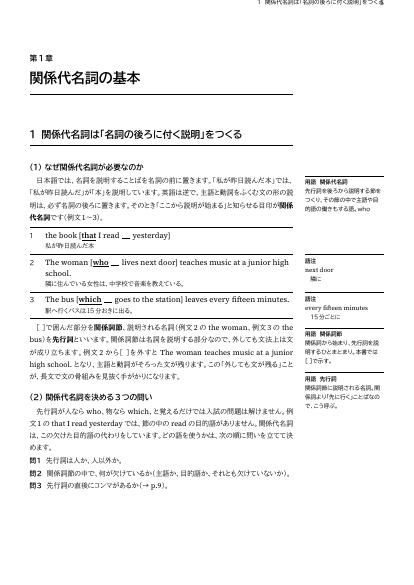 1 関係代名詞は「名詞の後ろに付く説明」をつくる
第1章
関係代名詞の基本
1 関係代名詞は「名詞の後ろに付く説明」をつくる
(1) なぜ関係代名詞が必要なのか
日本語では、名詞を説明することばを名詞の前に置きます。「私が昨日読んだ本」では、
「私が昨日読んだ」が「本」を説明しています。英語は逆で、主語と動詞をふくむ文の形の説
明は、必ず名詞の後ろに置きます。そのとき「ここから説明が始まる」と知らせる目印が関係
代名詞です(例文1〜3)。
1 the book [that I read __ yesterday]
私が昨日読んだ本
2 The woman [who __ lives next door] teaches music at a junior high
school.
隣に住んでいる女性は、中学校で音楽を教えている。
3 The bus [which __ goes to the station] leaves every fifteen minutes.
駅へ行くバスは15分おきに出る。
[ ]で囲んだ部分を関係詞節、説明される名詞(例文2の the woman, 例文3の the
bus)を先行詞といいます。関係詞節は名詞を説明する部分なので、外しても文法上は文
が成り立ちます。例文2から[ ]を外すと The woman teaches music at a junior
high school. となり、主語と動詞がそろった文が残ります。この「外しても文が残る」こと
が、長文で文の骨組みを見抜く手がかりになります。
(2) 関係代名詞を決める3つの問い
先行詞が人なら who, 物なら which, と覚えるだけでは入試の問題は解けません。例
文1の that I read yesterday では、節の中の read の目的語がありません。関係代名詞
は、この欠けた目的語の代わりをしています。どの語を使うかは、次の順に問いを立てて決
めます。
問1 先行詞は人か、人以外か。
問2 関係詞節の中で、何が欠けているか(主語か、目的語か、それとも欠けていないか)。
問3 先行詞の直後にコンマがあるか(→ p.9)。
用語 関係代名詞
先行詞を後ろから説明する節を
つくり、その節の中で主語や目
的語の働きもする語。who
語注
next door
隣に
語注
every fifteen minutes
15分ごとに
用語 関係詞節
関係詞から始まり、先行詞を説
明するひとまとまり。本書では
[ ]で示す。
用語 先行詞
関係詞節に説明される名詞。関
係詞より「先に行く」ことばなの
で、こう呼ぶ。